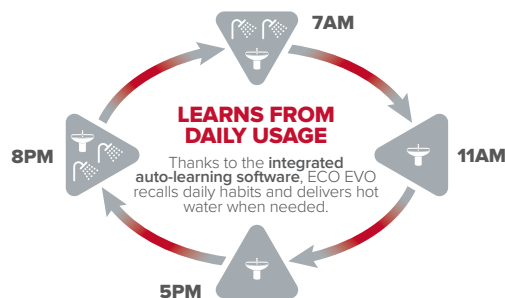 7AM
LEARNS FROM
DAILY USAGE
Thanks to the integrated
auto-learning software, ECO EVO
recalls daily habits and delivers hot
water when needed.
8PM
11AM
5PM